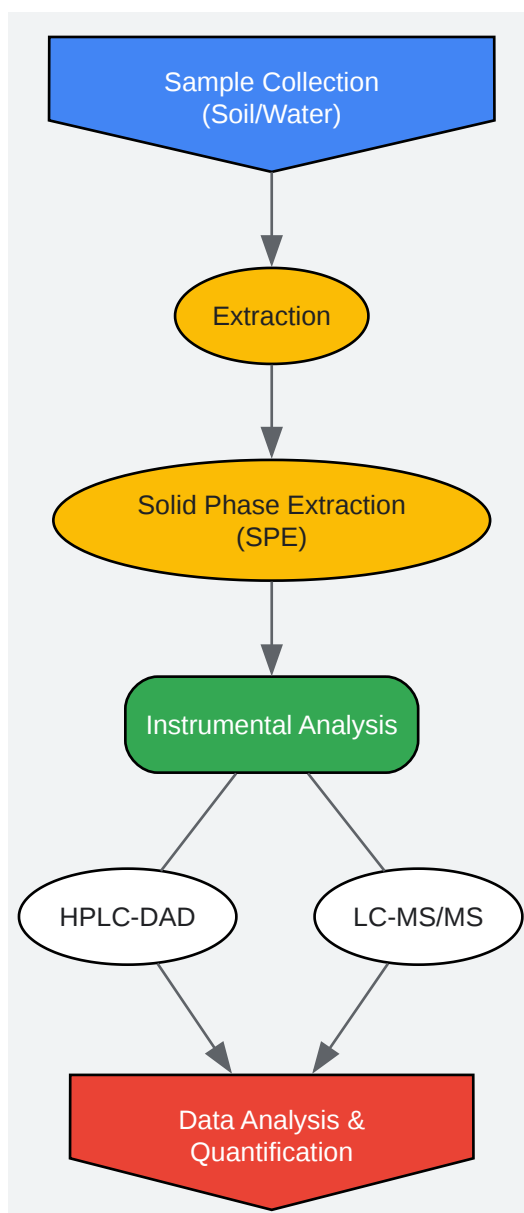 Sample Collection
(Soil/Water)
Extraction
Solid Phase Extraction
(SPE)
Instrumental Analysis
HPLC-DAD
LC-MS/MS
Data Analysis &
Quantification